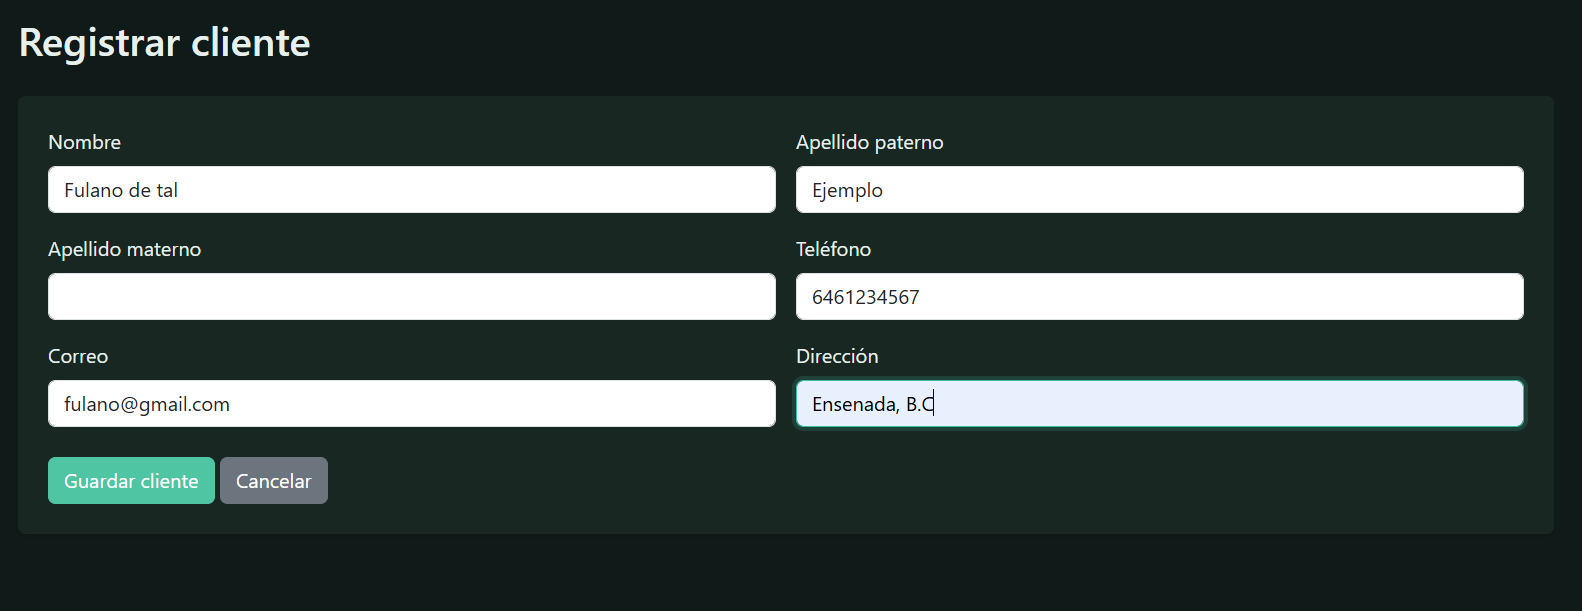 Registrar cliente
Nombre
Apellido paterno
Fulano de tal
Ejemplo
Apellido materno
Teléfono
6461234567
Correo
Dirección
fulano@gmail.com
Ensenada, B.C
Guardar cliente
Cancelar